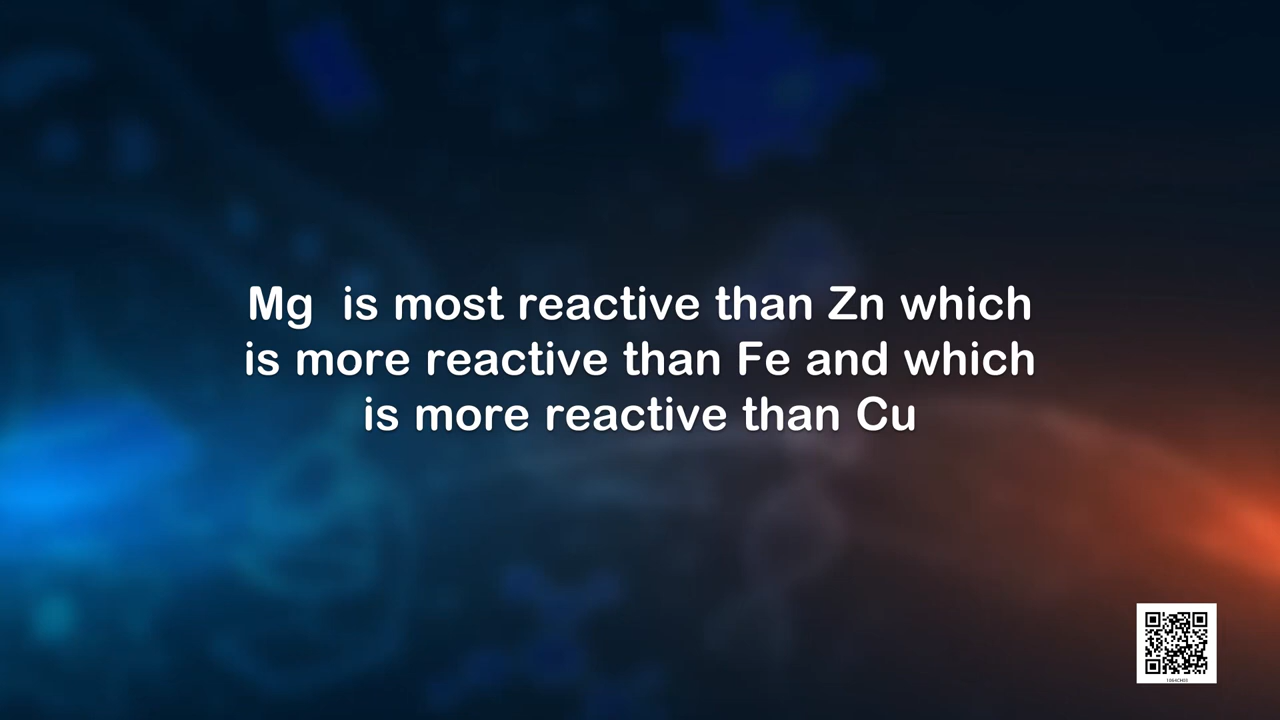 Mg  is most reactive than Zn which
is more reactive than Fe and which
is more reactive than Cu